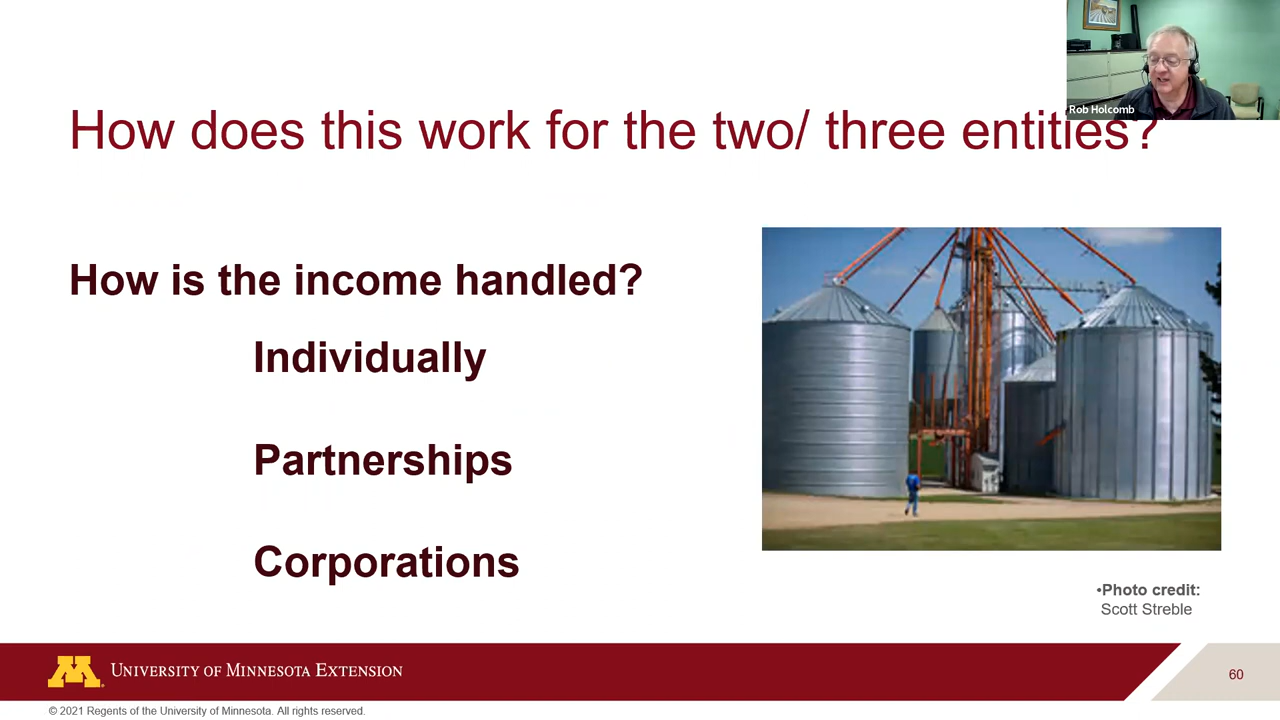 Rob Holcomb
How does this work for the two/ three entities?
How is the income handled?
Individually
Partnerships
Corporations
•Photo credit:
Scott Streble
M
UNIVERSITY OF MINNESOTA EXTENSION
60
© 2021 Regents of the University of Minnesota. All rights reserved.